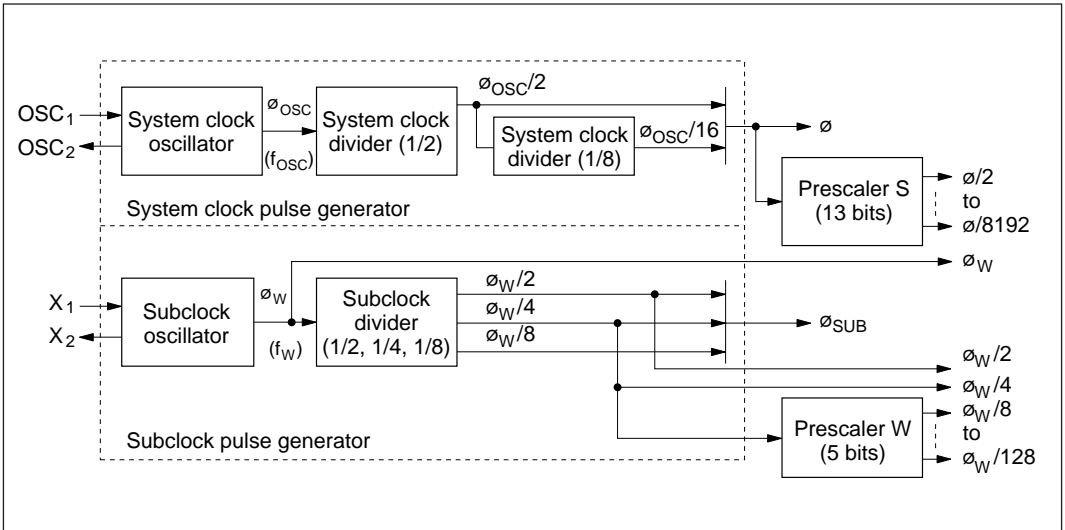 OSC1
OSC2
System clock
oscillator
øOSC
(fOSC)
System clock
divider (1/2)
øOSC/2
System clock
divider (1/8)
øOSC/16
ø
Prescaler S
(13 bits)
ø/2
to
ø/8192
System clock pulse generator
øW
X1
X2
Subclock
oscillator
øW
(fW)
Subclock
divider
(1/2, 1/4, 1/8)
øW/2
øW/4
øW/8
øSUB
øW/2
øW/4
Prescaler W
(5 bits)
øW/8
to
øW/128
Subclock pulse generator